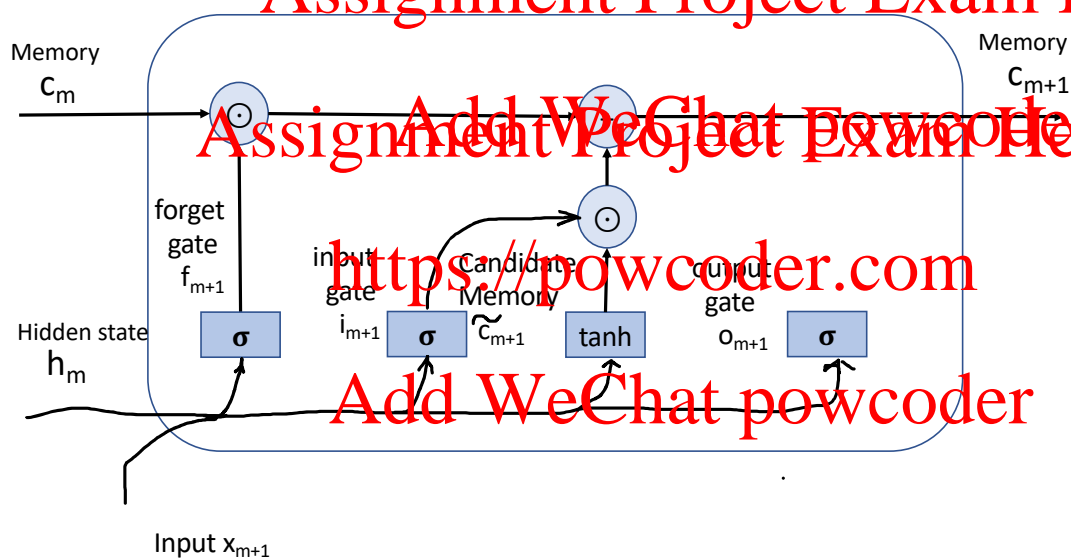 Assignment Project Exam
Memory
c_m
Memory
c_m+1
⊙
Add WeChat powcoder
Assignment Project Exam He
forget
gate
f_m+1
⊙
input
gate
i_m+1
Candidate
Memory
c̃_m+1
https://powcoder.com
output
gate
o_m+1
Hidden state
h_m
σ
σ
tanh
σ
Add WeChat powcoder
Input x_m+1